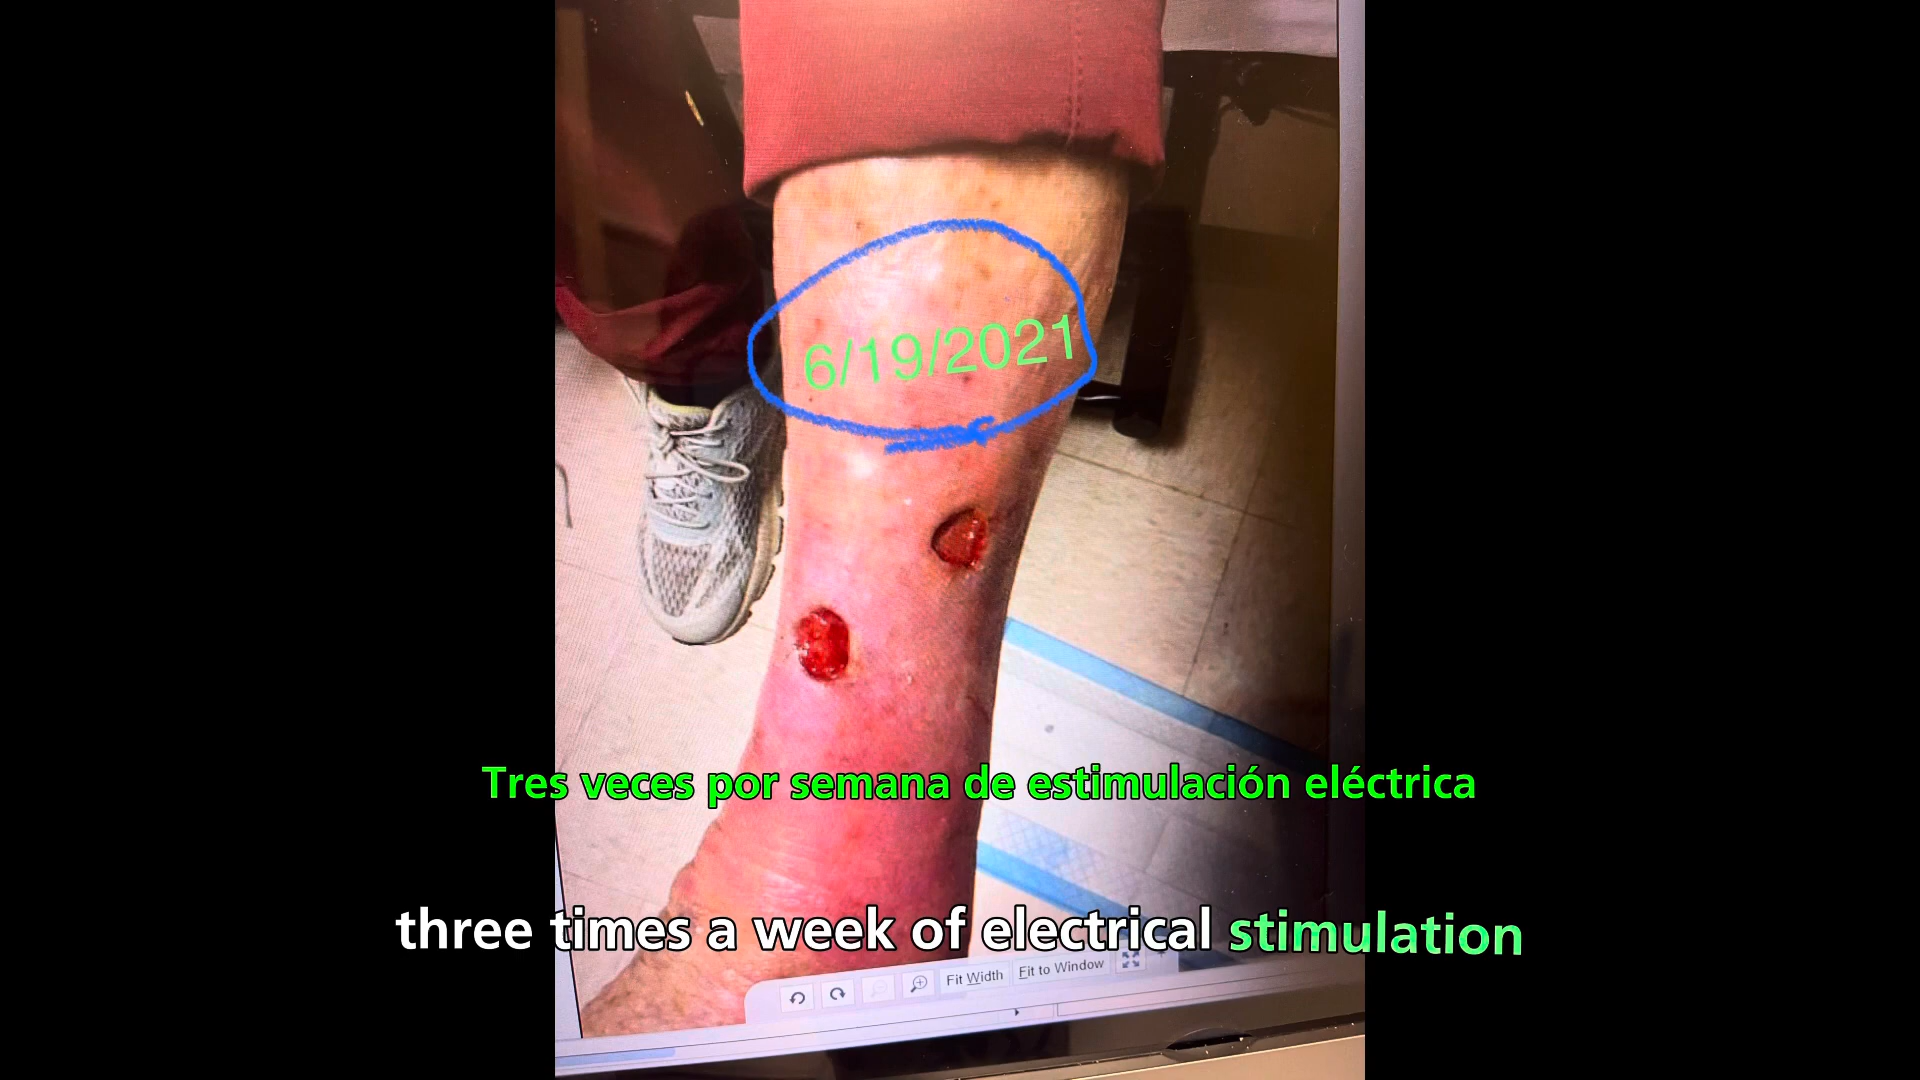 6/19/2021
Tres veces por semana de estimulación eléctrica
three times a week of electrical stimulation
Fit Width
Fit to Window